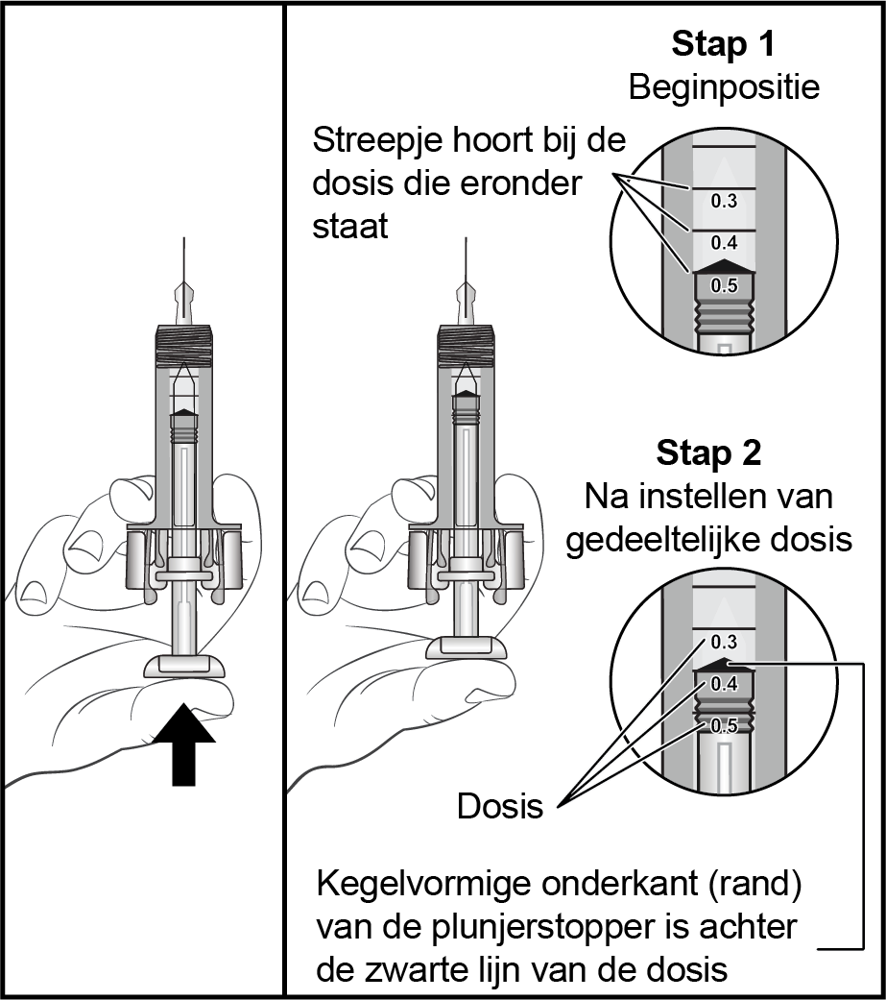 Stap 1
Beginpositie
Streepje hoort bij de
dosis die eronder
staat
0.3
0.4
0.5
Stap 2
Na instellen van
gedeeltelijke dosis
0.3
0.4
0.5
Dosis
Kegelvormige onderkant (rand)
van de plunjerstopper is achter
de zwarte lijn van de dosis